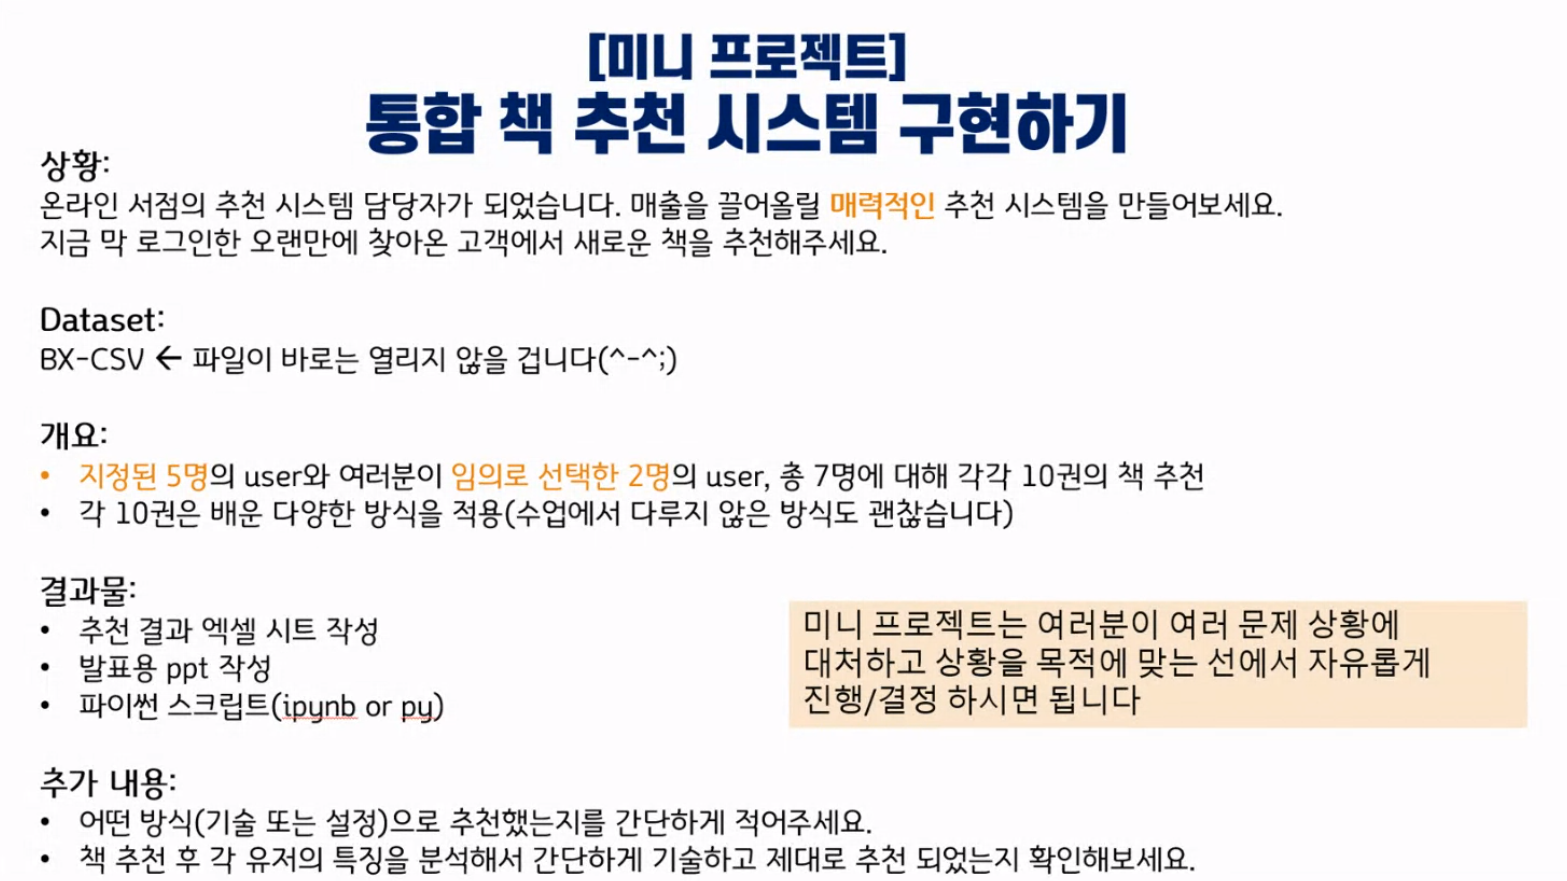 [미니 프로젝트]
통합 책 추천 시스템 구현하기
상황:
온라인 서점의 추천 시스템 담당자가 되었습니다. 매출을 끌어올릴 매력적인 추천 시스템을 만들어보세요.
지금 막 로그인한 오랜만에 찾아온 고객에서 새로운 책을 추천해주세요.
Dataset:
BX-CSV ← 파일이 바로는 열리지 않을 겁니다(^-^;)
개요:
• 지정된 5명의 user와 여러분이 임의로 선택한 2명의 user, 총 7명에 대해 각각 10권의 책 추천
• 각 10권은 배운 다양한 방식을 적용(수업에서 다루지 않은 방식도 괜찮습니다)
결과물:
• 추천 결과 엑셀 시트 작성
• 발표용 ppt 작성
• 파이썬 스크립트(ipynb or py)
미니 프로젝트는 여러분이 여러 문제 상황에
대처하고 상황을 목적에 맞는 선에서 자유롭게
진행/결정 하시면 됩니다
추가 내용:
• 어떤 방식(기술 또는 설정)으로 추천했는지를 간단하게 적어주세요.
• 책 추천 후 각 유저의 특징을 분석해서 간단하게 기술하고 제대로 추천 되었는지 확인해보세요.